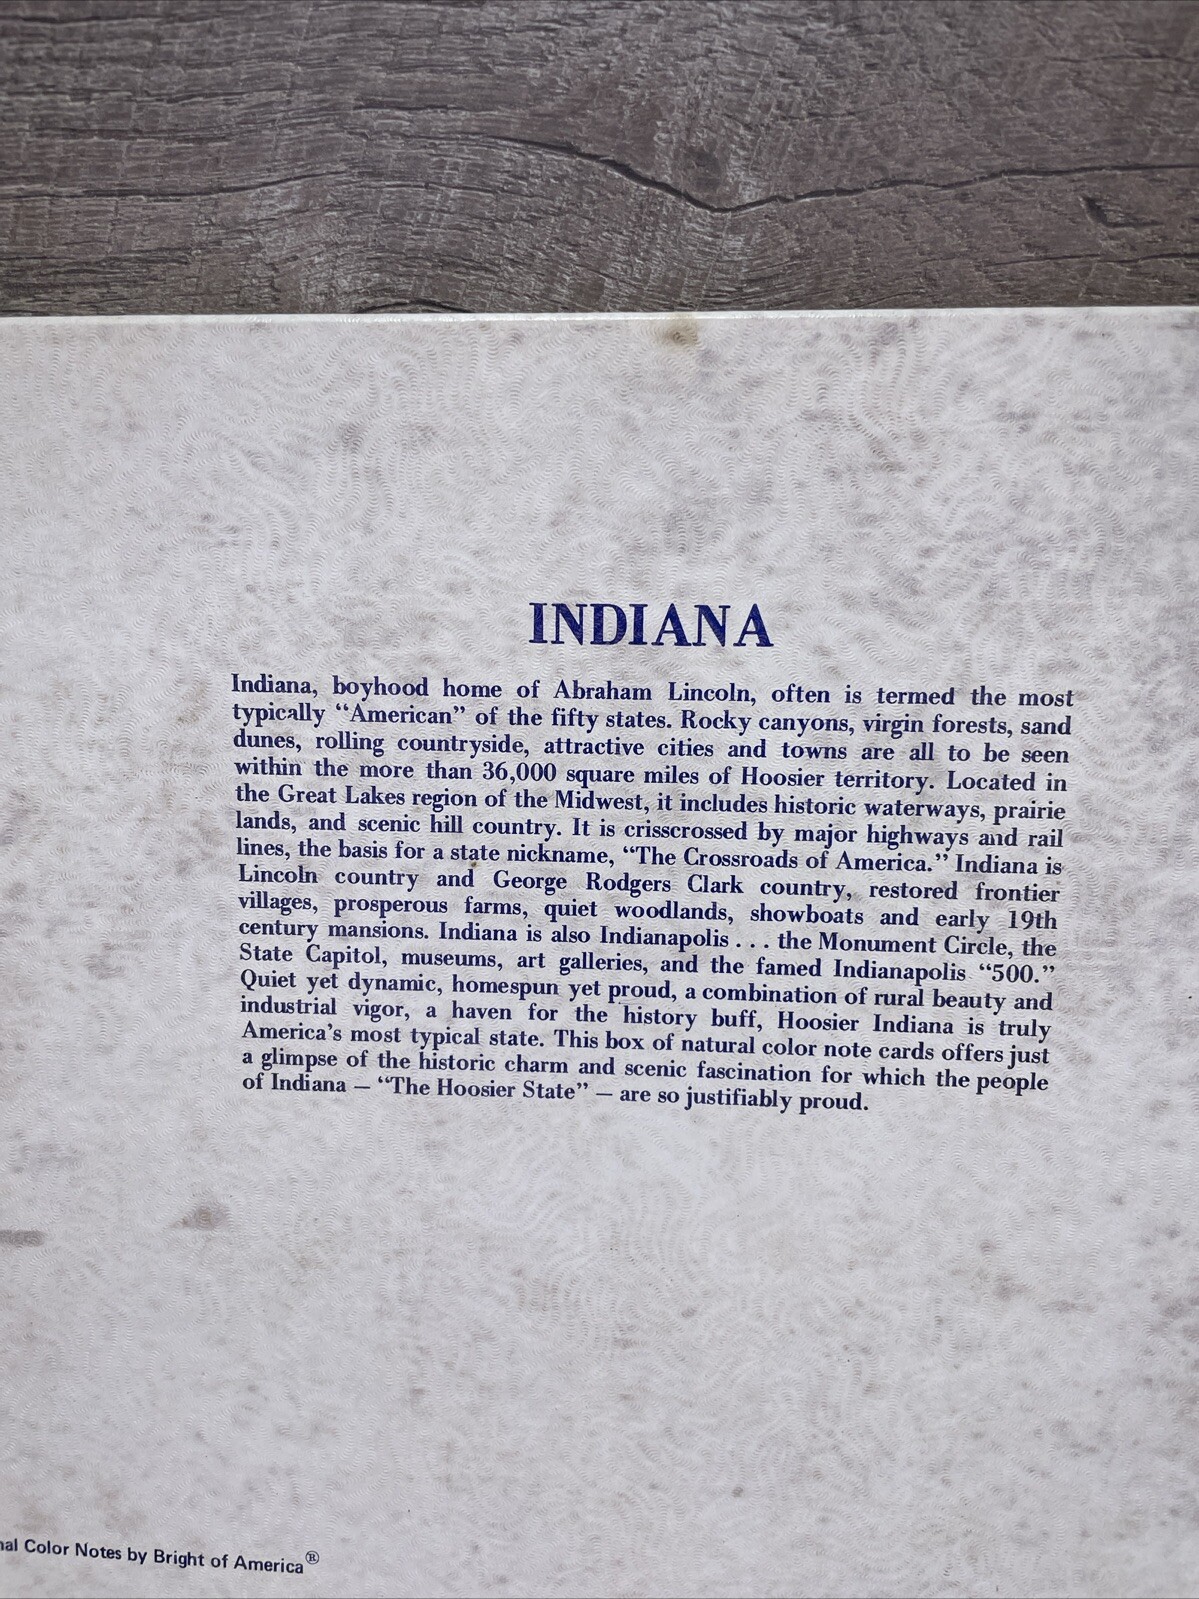 INDIANA
Indiana, boyhood home of Abraham Lincoln, often is termed the most
typically “American” of the fifty states. Rocky canyons, virgin forests, sand
dunes, rolling countryside, attractive cities and towns are all to be seen
within the more than 36,000 square miles of Hoosier territory. Located in
the Great Lakes region of the Midwest, it includes historic waterways, prairie
lands, and scenic hill country. It is crisscrossed by major highways and rail
lines, the basis for a state nickname, “The Crossroads of America.” Indiana is
Lincoln country and George Rodgers Clark country, restored frontier
villages, prosperous farms, quiet woodlands, showboats and early 19th
century mansions. Indiana is also Indianapolis . . . the Monument Circle, the
State Capitol, museums, art galleries, and the famed Indianapolis “500.”
Quiet yet dynamic, homespun yet proud, a combination of rural beauty and
industrial vigor, a haven for the history buff, Hoosier Indiana is truly
America’s most typical state. This box of natural color note cards offers just
a glimpse of the historic charm and scenic fascination for which the people
of Indiana — “The Hoosier State” — are so justifiably proud.
Color Notes by Bright of America®